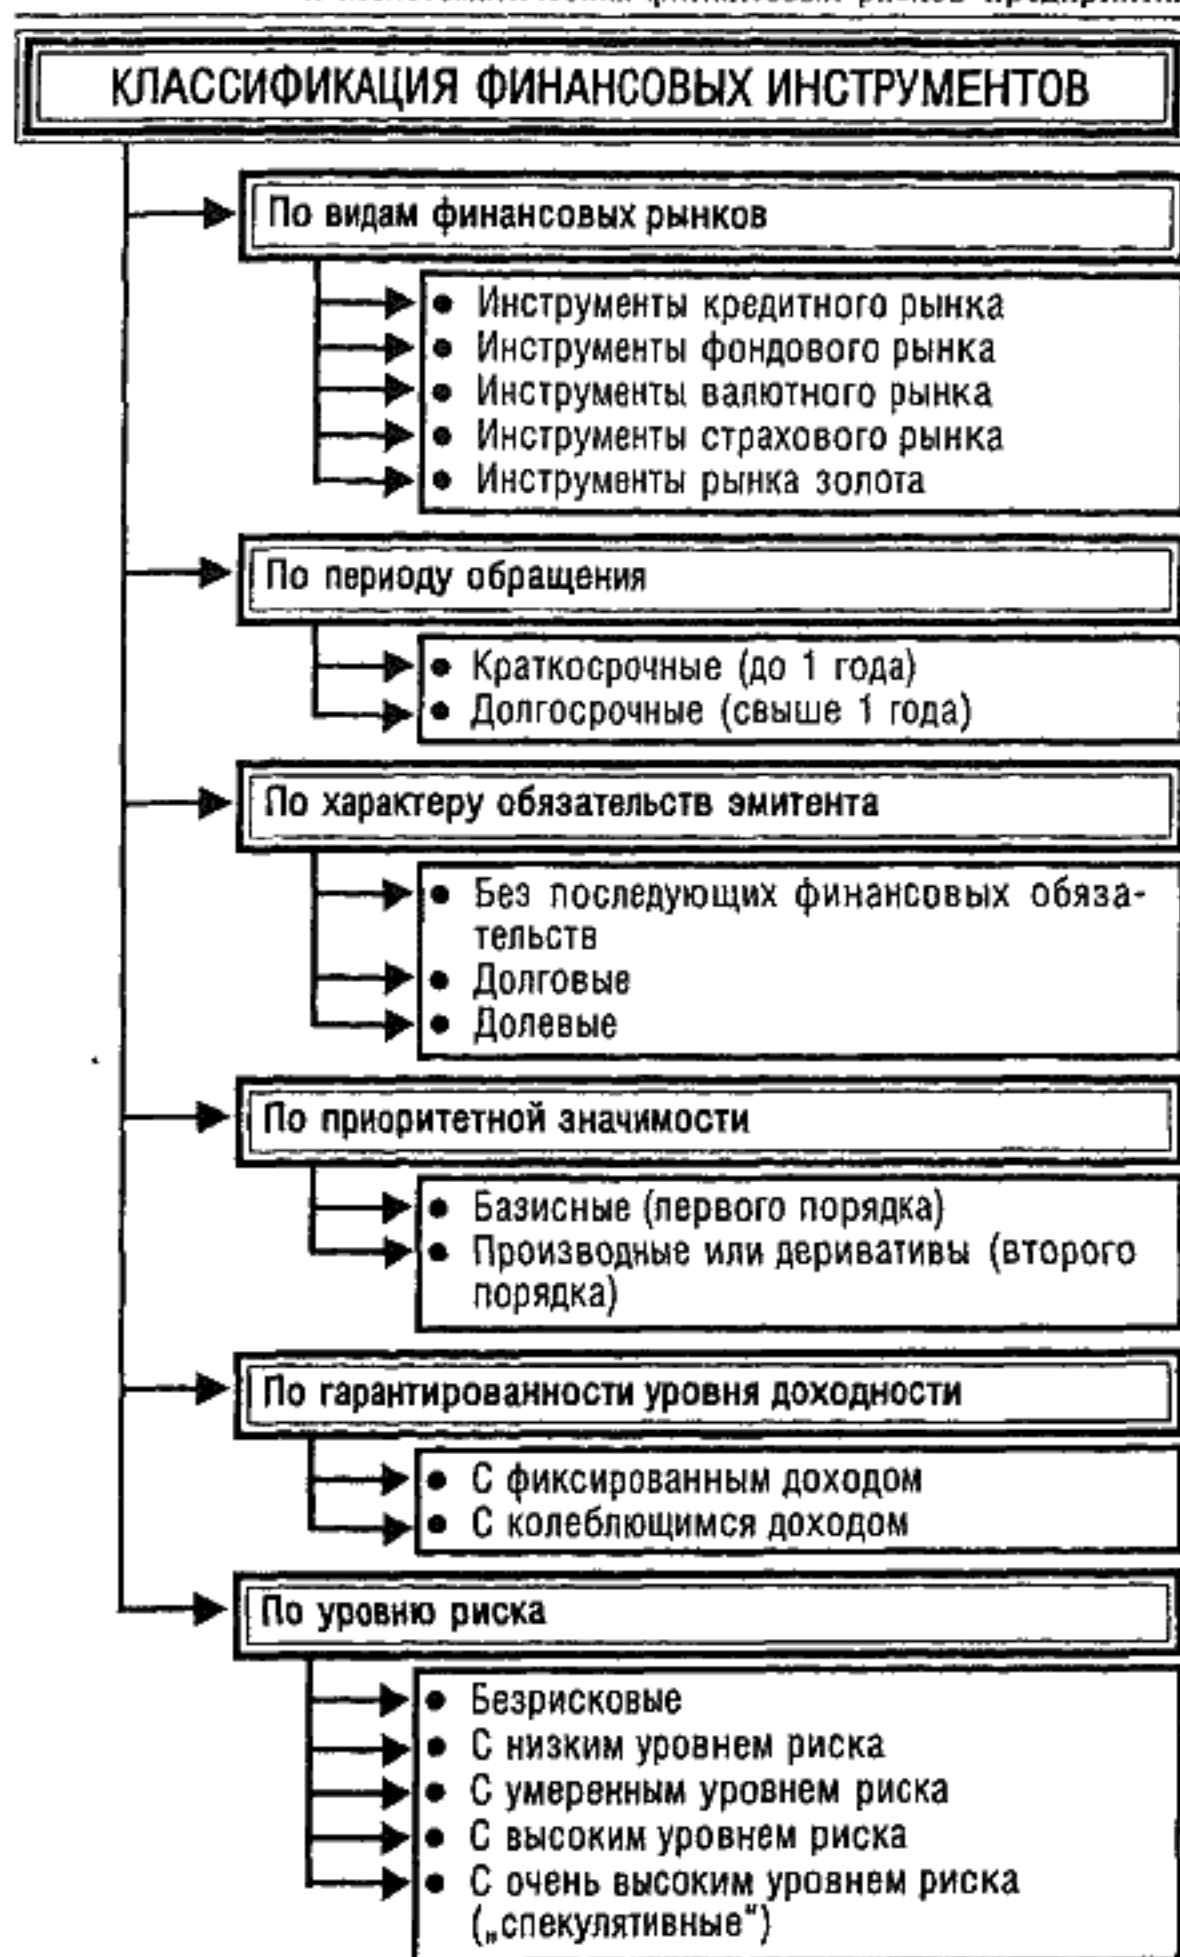 финансовых рисков предприятия
КЛАССИФИКАЦИЯ ФИНАНСОВЫХ ИНСТРУМЕНТОВ
По видам финансовых рынков
• Инструменты кредитного рынка
• Инструменты фондового рынка
• Инструменты валютного рынка
• Инструменты страхового рынка
• Инструменты рынка золота
По периоду обращения
• Краткосрочные (до 1 года)
• Долгосрочные (свыше 1 года)
По характеру обязательств эмитента
• Без последующих финансовых обяза-
тельств
• Долговые
• Долевые
По приоритетной значимости
• Базисные (первого порядка)
• Производные или деривативы (второго
порядка)
По гарантированности уровня доходности
• С фиксированным доходом
• С колеблющимся доходом
По уровню риска
• Безрисковые
• С низким уровнем риска
• С умеренным уровнем риска
• С высоким уровнем риска
• С очень высоким уровнем риска
(„спекулятивные“)